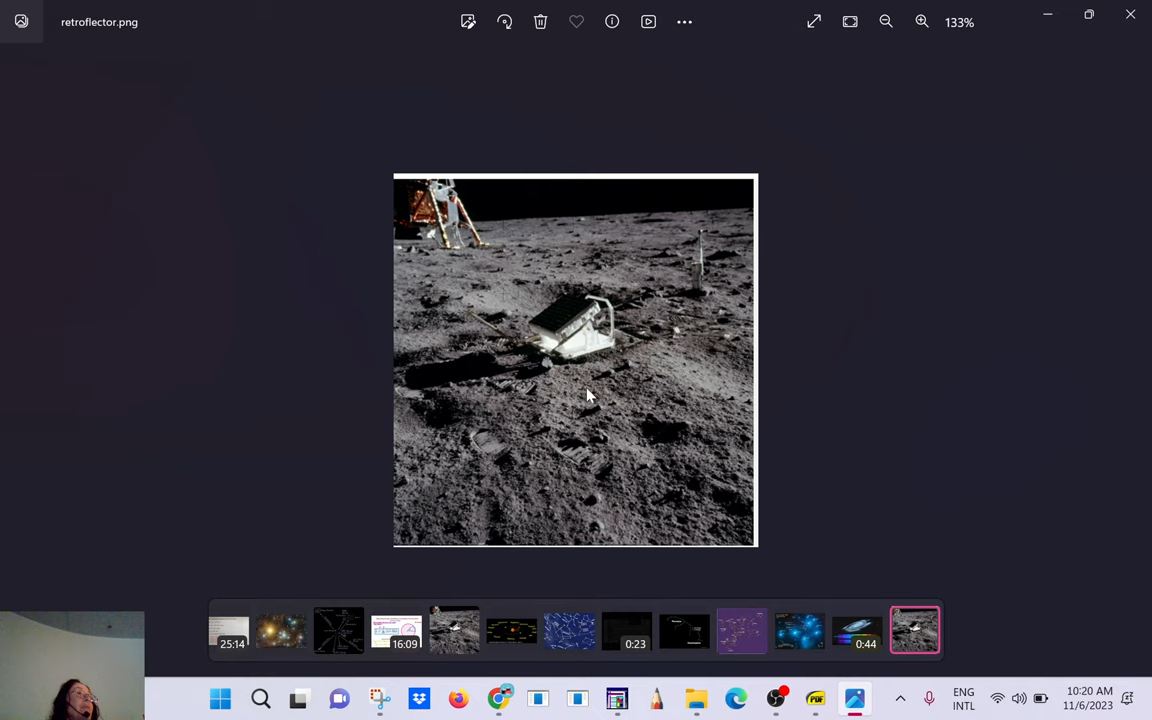 retroflector.png
133%
25:14
16:09
0:23
0:44
ENG
INTL
10:20 AM
11/6/2023